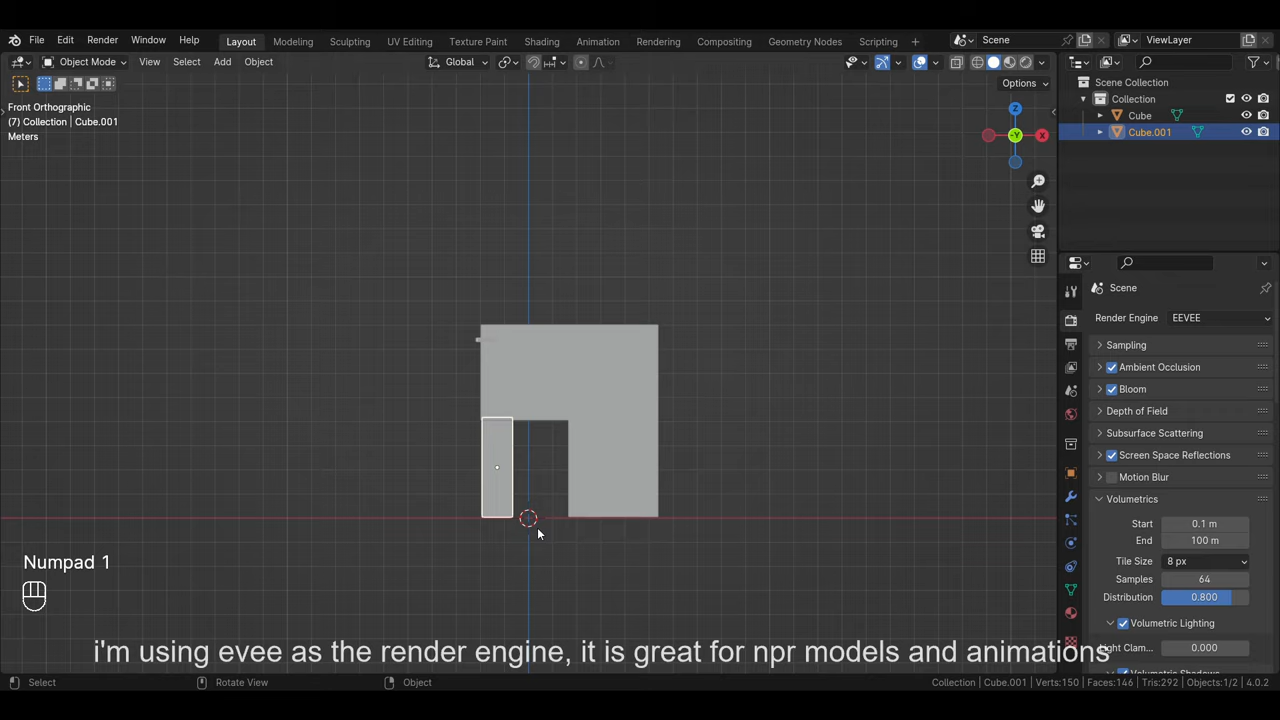 File Edit Render Window Help Layout Modeling Sculpting UV Editing Texture Paint Shading Animation Rendering Compositing Geometry Nodes Scripting + Scene ViewLayer
Object Mode View Select Add Object Global
Options
Front Orthographic
(7) Collection | Cube.001
Meters
Z
-Y
X
Scene Collection
Collection
Cube
Cube.001
Scene
Render Engine EEVEE
Sampling
Ambient Occlusion
Bloom
Depth of Field
Subsurface Scattering
Screen Space Reflections
Motion Blur
Volumetrics
Start 0.1 m
End 100 m
Tile Size 8 px
Samples 64
Distribution 0.800
Volumetric Lighting
Light Clam... 0.000
Volumetric Shadows
Numpad 1
i'm using evee as the render engine, it is great for npr models and animations
Select Rotate View Object Collection | Cube.001 | Verts:150 | Faces:146 | Tris:292 | Objects:1/2 | 4.0.2